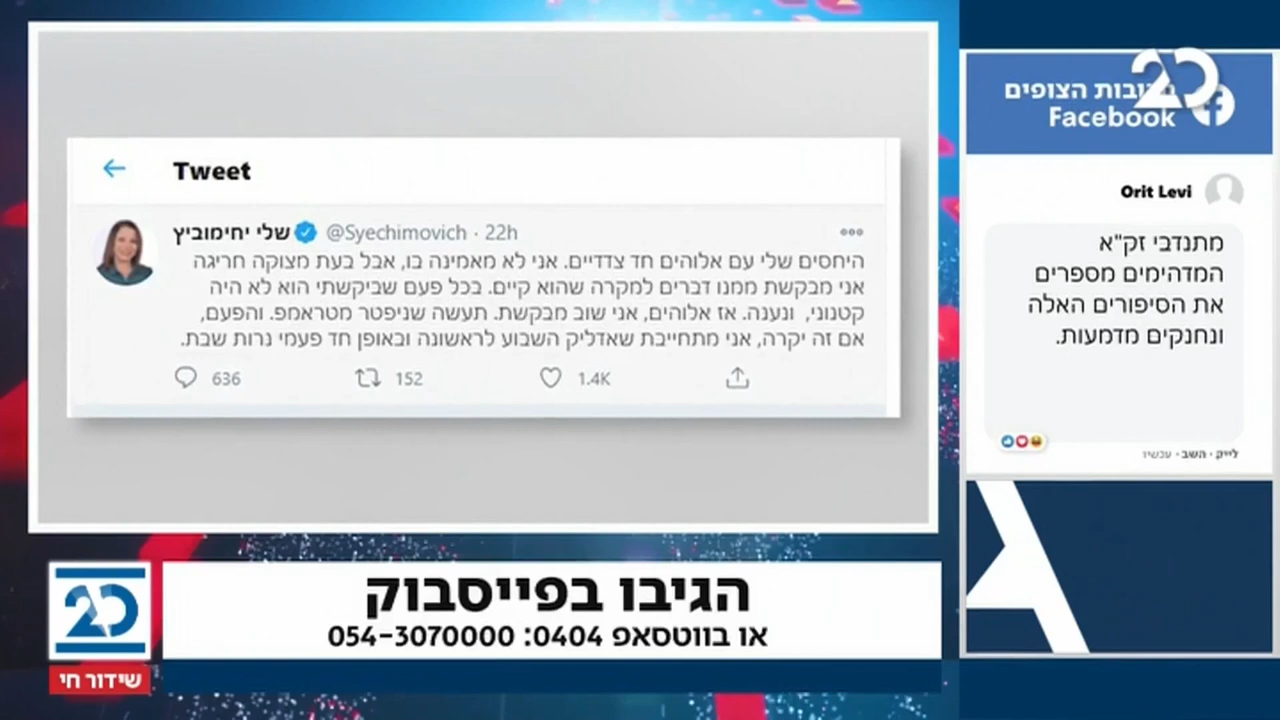 Tweet
שלי יחימוביץ @Syechimovich · 22h
היחסים שלי עם אלוהים חד צדדיים. אני לא מאמינה בו, אבל בעת מצוקה חריגה
אני מבקשת ממנו דברים למקרה שהוא קיים. בכל פעם שביקשתי הוא לא היה
קטנוני, ונענה. אז אלוהים, אני שוב מבקשת. תעשה שניפטר מטראמפ. והפעם,
אם זה יקרה, אני מתחייבת שאדליק השבוע לראשונה ובאופן חד פעמי נרות שבת.
636 152 1.4K
20
הצופים
Facebook
Orit Levi
מתנדבי זק"א
המדהימים מספרים
את הסיפורים האלה
ונחנקים מדמעות.
לייק · השב · עכשיו
הגיבו בפייסבוק
או בווטסאפ 0404: 054-3070000
20
שידור חי